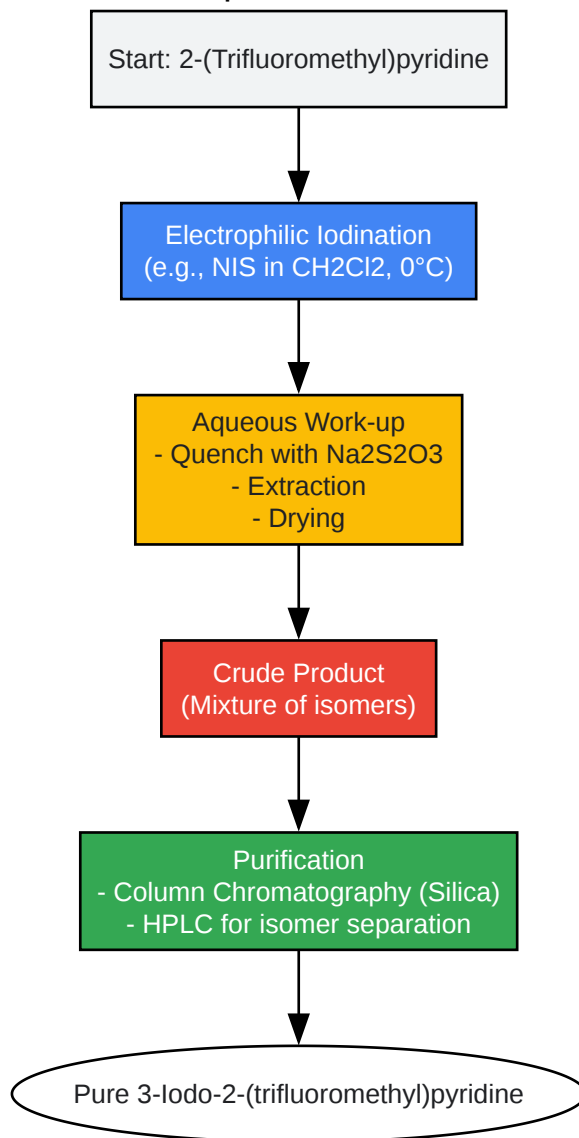 Start: 2-(Trifluoromethyl)pyridine
Electrophilic Iodination
(e.g., NIS in CH2Cl2, 0°C)
Aqueous Work-up
- Quench with Na2S2O3
- Extraction
- Drying
Crude Product
(Mixture of isomers)
Purification
- Column Chromatography (Silica)
- HPLC for isomer separation
Pure 3-Iodo-2-(trifluoromethyl)pyridine